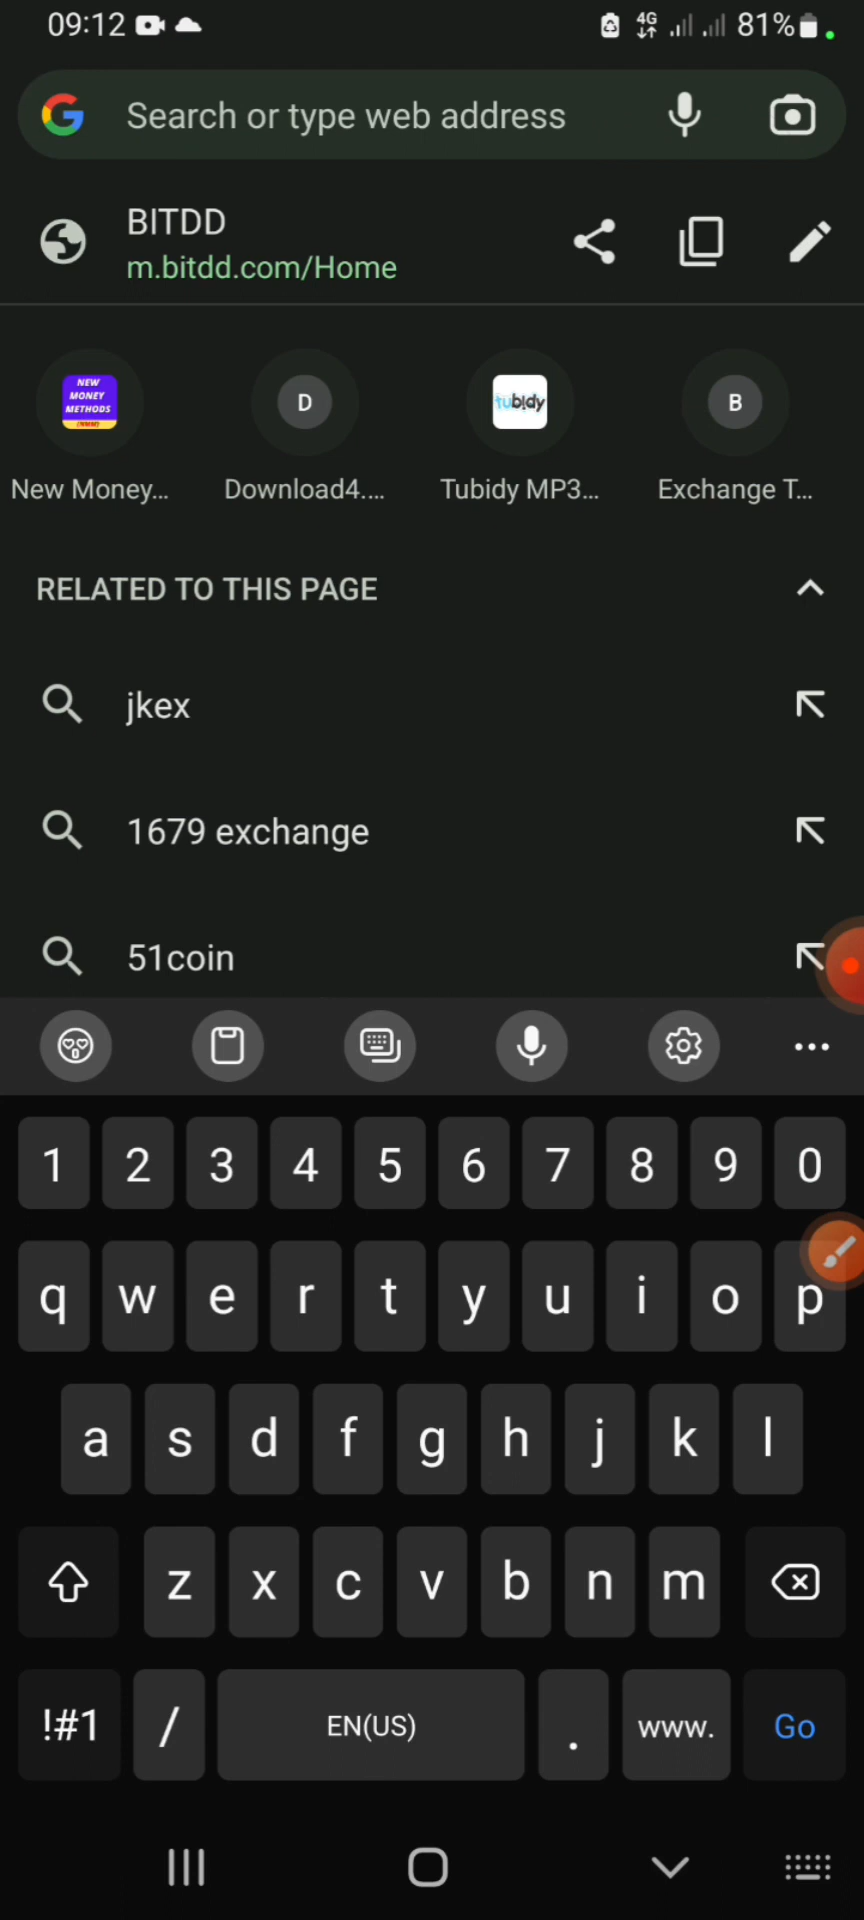 09:12 4G 81%
Search or type web address
BITDD
m.bitdd.com/Home
NEW
MONEY
METHODS
D
tubidy
B
New Money...
Download4....
Tubidy MP3...
Exchange T...
RELATED TO THIS PAGE
jkex
1679 exchange
51coin
1 2 3 4 5 6 7 8 9 0
q w e r t y u i o p
a s d f g h j k l
z x c v b n m
!#1 / EN(US) . www. Go